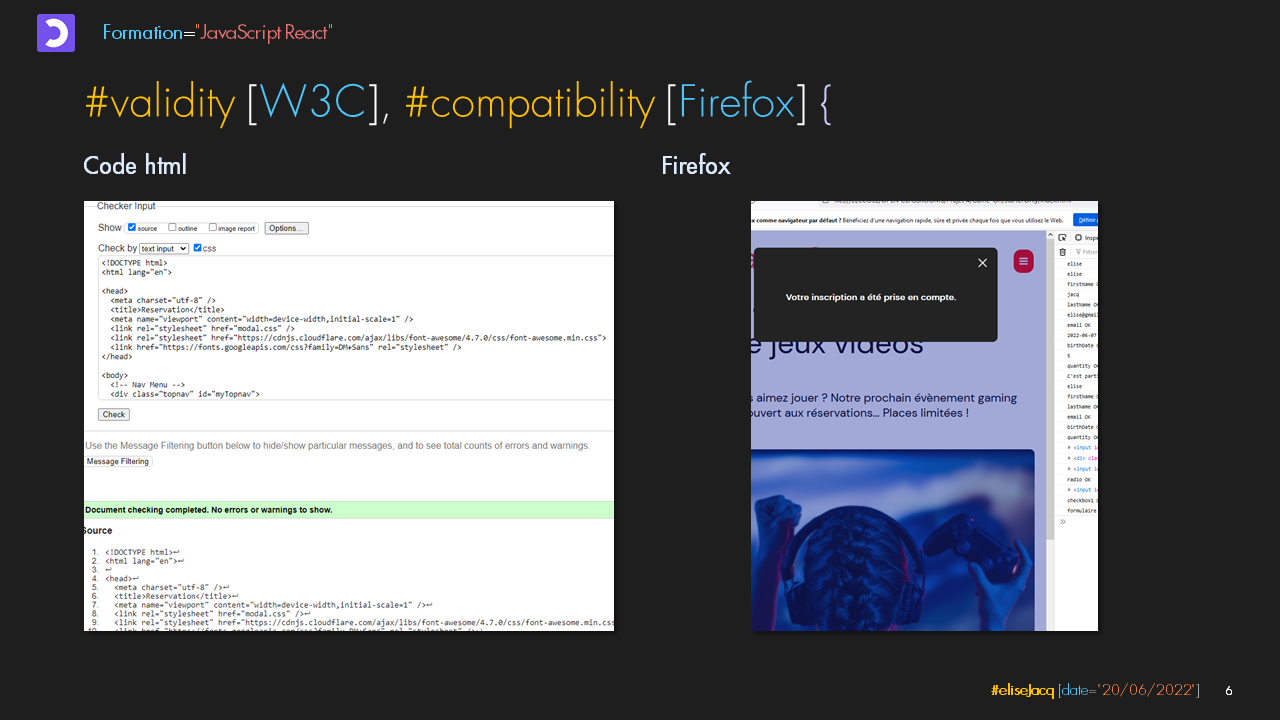 Formation="JavaScript React"
#validity [W3C], #compatibility [Firefox] {
Code html
Checker Input
Show source outline image report Options...
Check by text input css
<!DOCTYPE html>
<html lang="en">
<head>
<meta charset="utf-8" />
<title>Reservation</title>
<meta name="viewport" content="width=device-width,initial-scale=1" />
<link rel="stylesheet" href="modal.css" />
<link rel="stylesheet" href="https://cdnjs.cloudflare.com/ajax/libs/font-awesome/4.7.0/css/font-awesome.min.css">
<link href="https://fonts.googleapis.com/css?family=DM+Sans" rel="stylesheet" />
</head>
<body>
<!-- Nav Menu -->
<div class="topnav" id="myTopnav">
Check
Use the Message Filtering button below to hide/show particular messages, and to see total counts of errors and warnings.
Message Filtering
Document checking completed. No errors or warnings to show.
Source
1. <!DOCTYPE html>↩
2. <html lang="en">↩
3. ↩
4. <head>↩
5. <meta charset="utf-8" />↩
6. <title>Reservation</title>↩
7. <meta name="viewport" content="width=device-width,initial-scale=1" />↩
8. <link rel="stylesheet" href="modal.css" />↩
9. <link rel="stylesheet" href="https://cdnjs.cloudflare.com/ajax/libs/font-awesome/4.7.0/css/font-awesome.min.css
Firefox
comme navigateur par défaut ? Bénéficiez d'une navigation rapide, sûre et privée chaque fois que vous utilisez le Web.
Votre inscription a été prise en compte.
e jeux vidéos
s aimez jouer ? Notre prochain évènement gaming
ouvert aux réservations... Places limitées !
Inspe
Filtrer
elise
elise
firstName O
jacq
lastname OK
elise@gmail
email OK
2022-06-07
birthDate O
5
quantity OK
C'est parti
elise
firstname O
lastname OK
email OK
birthDate O
quantity OK
<input i
<div cla
<input i
radio OK
<input i
checkbox1 O
formulaire
#eliseJacq [date="20/06/2022"]
6